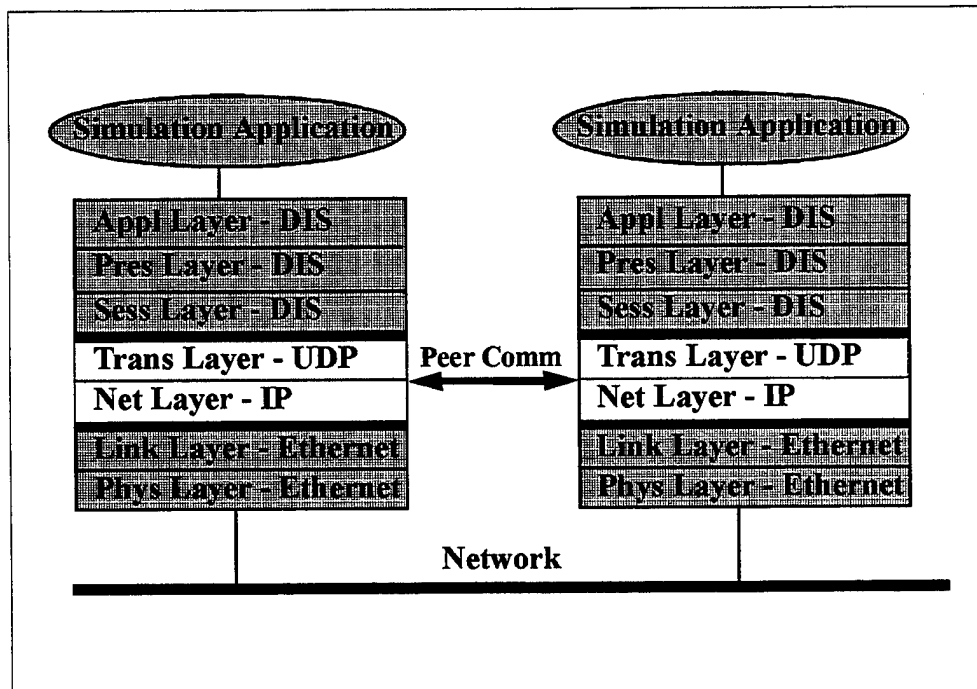 Simulation Application
Appl Layer - DIS
Pres Layer - DIS
Sess Layer - DIS
Trans Layer - UDP
Net Layer - IP
Link Layer - Ethernet
Phys Layer - Ethernet
Peer Comm
Simulation Application
Appl Layer - DIS
Pres Layer - DIS
Sess Layer - DIS
Trans Layer - UDP
Net Layer - IP
Link Layer - Ethernet
Phys Layer - Ethernet
Network